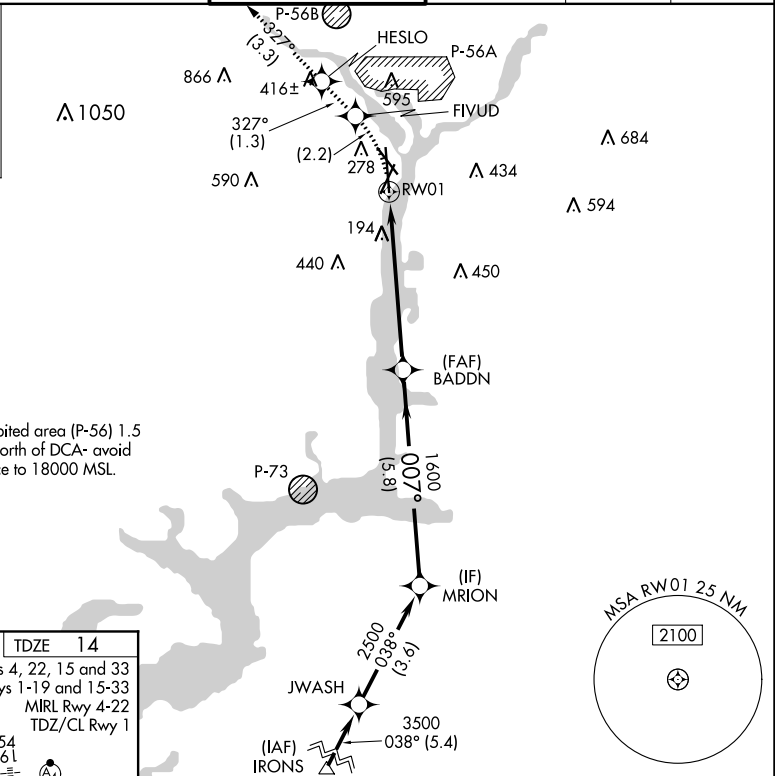 P-56B
327°
(3.3)
HESLO
P-56A
866
416±
595
1050
FIVUD
327°
(1.3)
(2.2)
278
684
434
590
RW01
594
194
440
450
(FAF)
BADDN
bited area (P-56) 1.5
orth of DCA- avoid
ce to 18000 MSL.
P-73
1600
007°
(5.8)
(IF)
MRION
MSA RW01 25 NM
2100
2500
038°
(3.6)
JWASH
3500
038° (5.4)
(IAF)
IRONS
TDZE 14
s 4, 22, 15 and 33
ys 1-19 and 15-33
MIRL Rwy 4-22
TDZ/CL Rwy 1
54
61